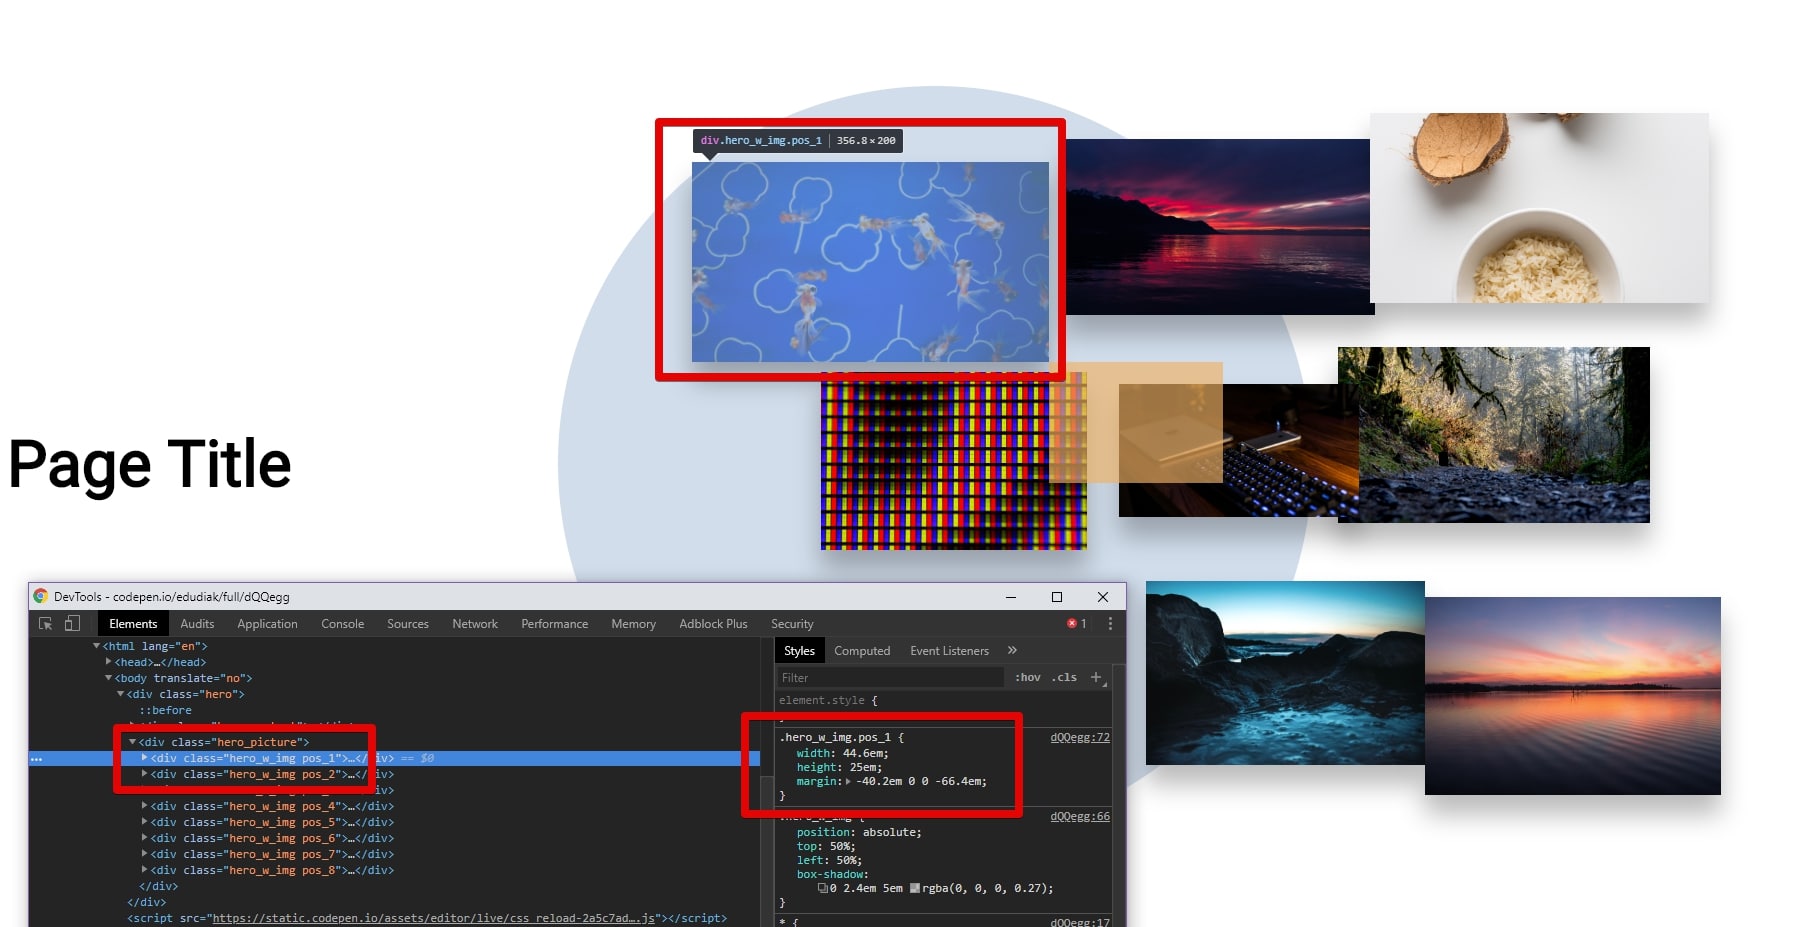 div.hero_w_img.pos_1 | 356.8 × 200
Page Title
DevTools - codepen.io/edudiak/full/dQQegg
Elements Audits Application Console Sources Network Performance Memory Adblock Plus Security 1
<html lang="en">
<head>…</head>
<body translate="no">
<div class="hero">
::before
<div class="hero_picture">
<div class="hero_w_img pos_1">…</div> == $0
<div class="hero_w_img pos_2">…</div>
<div class="hero_w_img pos_4">…</div>
<div class="hero_w_img pos_5">…</div>
<div class="hero_w_img pos_6">…</div>
<div class="hero_w_img pos_7">…</div>
<div class="hero_w_img pos_8">…</div>
</div>
</div>
<script src="https://static.codepen.io/assets/editor/live/css_reload-2a5c7ad….js"></script>
Styles Computed Event Listeners »
Filter :hov .cls +
element.style {
.hero_w_img.pos_1 { dQQegg:72
width: 44.6em;
height: 25em;
margin: -40.2em 0 0 -66.4em;
}
.hero_w_img { dQQegg:66
position: absolute;
top: 50%;
left: 50%;
box-shadow:
0 2.4em 5em rgba(0, 0, 0, 0.27);
}
* { dQQegg:17